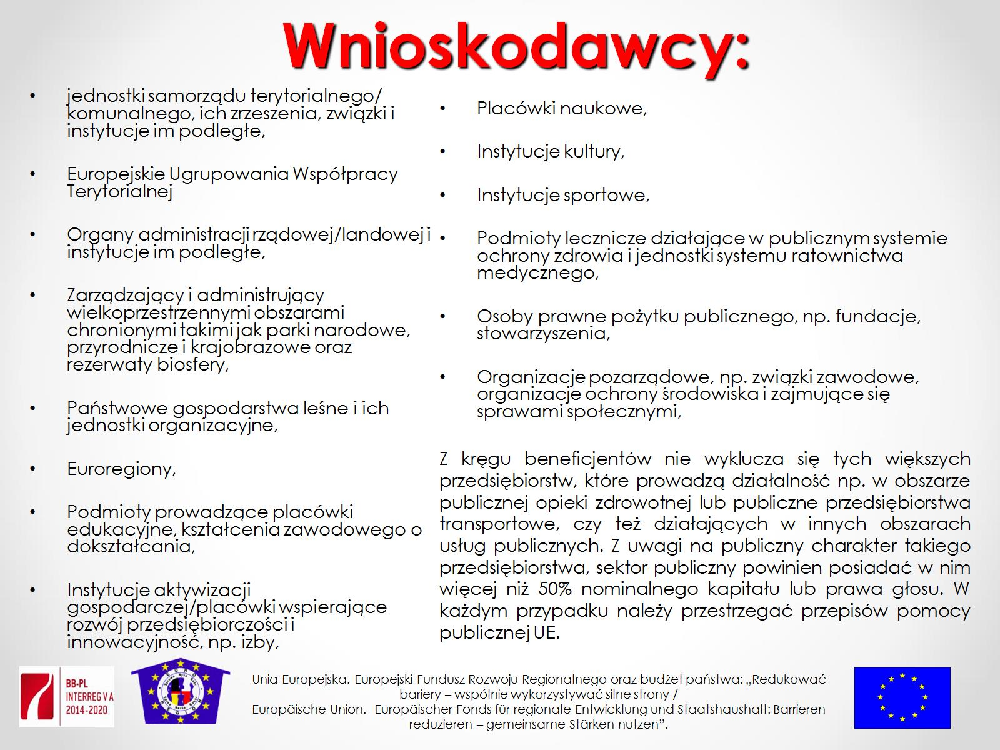 Wnioskodawcy:
• jednostki samorządu terytorialnego/
komunalnego, ich zrzeszenia, związki i
instytucje im podległe,
• Europejskie Ugrupowania Współpracy
Terytorialnej
• Organy administracji rządowej/landowej i
instytucje im podległe,
• Zarządzający i administrujący
wielkoprzestrzennymi obszarami
chronionymi takimi jak parki narodowe,
przyrodnicze i krajobrazowe oraz
rezerwaty biosfery,
• Państwowe gospodarstwa leśne i ich
jednostki organizacyjne,
• Euroregiony,
• Podmioty prowadzące placówki
edukacyjne, kształcenia zawodowego o
dokształcania,
• Instytucje aktywizacji
gospodarczej/placówki wspierające
rozwój przedsiębiorczości i
innowacyjność, np. izby,
• Placówki naukowe,
• Instytucje kultury,
• Instytucje sportowe,
• Podmioty lecznicze działające w publicznym systemie
ochrony zdrowia i jednostki systemu ratownictwa
medycznego,
• Osoby prawne pożytku publicznego, np. fundacje,
stowarzyszenia,
• Organizacje pozarządowe, np. związki zawodowe,
organizacje ochrony środowiska i zajmujące się
sprawami społecznymi,
Z kręgu beneficjentów nie wyklucza się tych większych
przedsiębiorstw, które prowadzą działalność np. w obszarze
publicznej opieki zdrowotnej lub publiczne przedsiębiorstwa
transportowe, czy też działających w innych obszarach
usług publicznych. Z uwagi na publiczny charakter takiego
przedsiębiorstwa, sektor publiczny powinien posiadać w nim
więcej niż 50% nominalnego kapitału lub prawa głosu. W
każdym przypadku należy przestrzegać przepisów pomocy
publicznej UE.
BB-PL
INTERREG V A
2014-2020
EURO
REGION
Unia Europejska. Europejski Fundusz Rozwoju Regionalnego oraz budżet państwa: „Redukować
bariery – wspólnie wykorzystywać silne strony /
Europäische Union. Europäischer Fonds für regionale Entwicklung und Staatshaushalt: Barrieren
reduzieren – gemeinsame Stärken nutzen”.